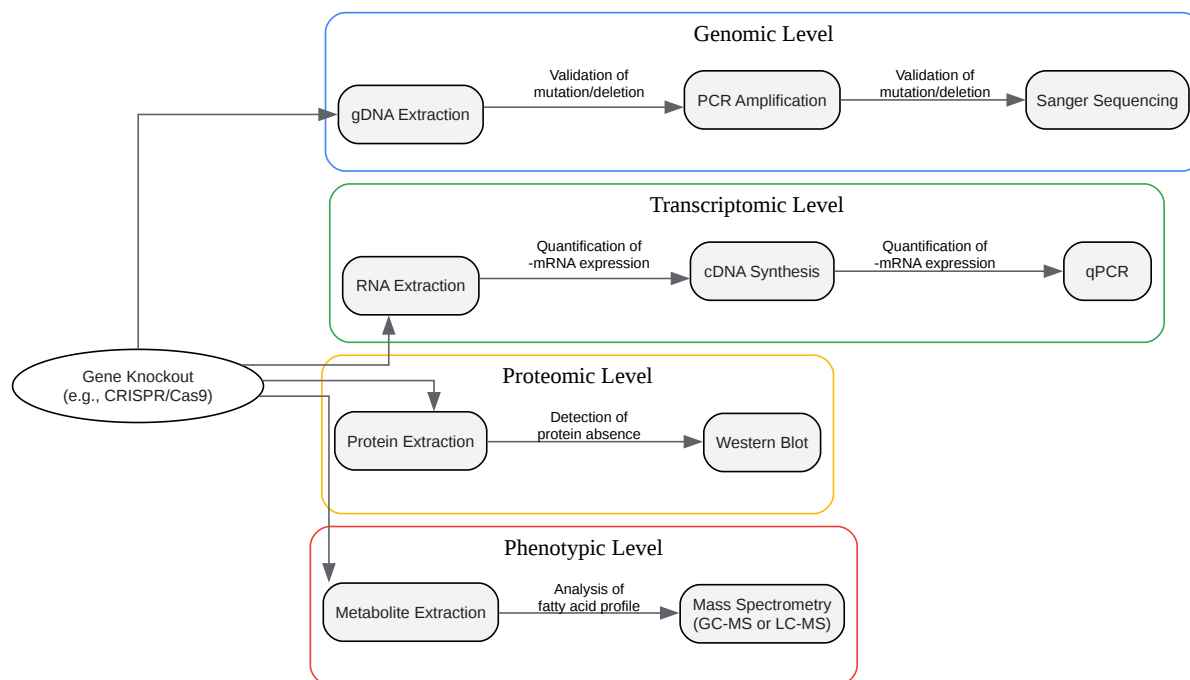 Genomic Level
Validation of
mutation/deletion
Validation of
mutation/deletion
gDNA Extraction
PCR Amplification
Sanger Sequencing
Transcriptomic Level
Quantification of
-mRNA expression
Quantification of
-mRNA expression
RNA Extraction
cDNA Synthesis
qPCR
Gene Knockout
(e.g., CRISPR/Cas9)
Proteomic Level
Detection of
protein absence
Protein Extraction
Western Blot
Phenotypic Level
Analysis of
fatty acid profile
Metabolite Extraction
Mass Spectrometry
(GC-MS or LC-MS)